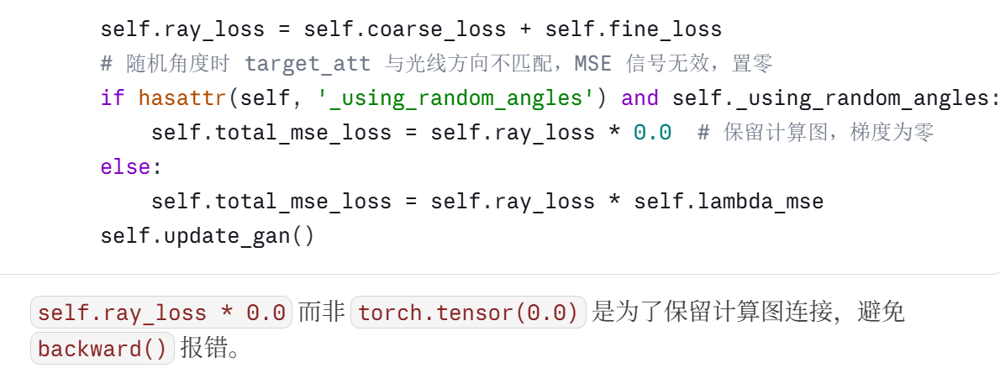 self.ray_loss = self.coarse_loss + self.fine_loss
# 随机角度时 target_att 与光线方向不匹配，MSE 信号无效，置零
if hasattr(self, '_using_random_angles') and self._using_random_angles:
    self.total_mse_loss = self.ray_loss * 0.0  # 保留计算图，梯度为零
else:
    self.total_mse_loss = self.ray_loss * self.lambda_mse
self.update_gan()
self.ray_loss * 0.0 而非 torch.tensor(0.0) 是为了保留计算图连接，避免
backward() 报错。